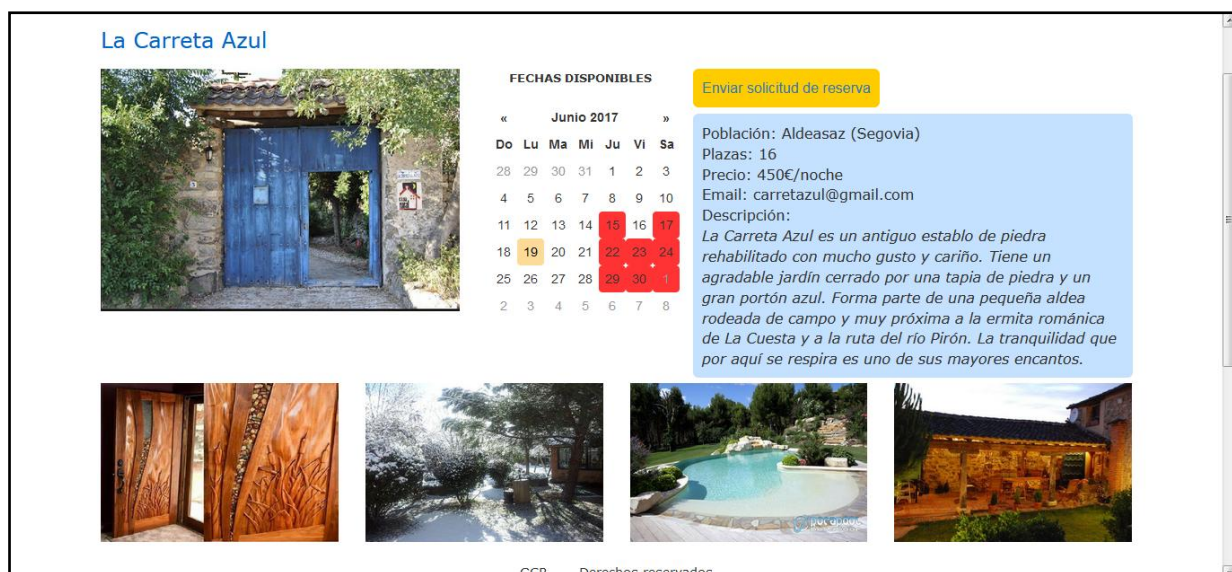 La Carreta Azul
FECHAS DISPONIBLES
« Junio 2017 »
Do Lu Ma Mi Ju Vi Sa
28 29 30 31 1 2 3
4 5 6 7 8 9 10
11 12 13 14 15 16 17
18 19 20 21 22 23 24
25 26 27 28 29 30 1
2 3 4 5 6 7 8
Enviar solicitud de reserva
Población: Aldeasaz (Segovia)
Plazas: 16
Precio: 450€/noche
Email: carretazul@gmail.com
Descripción:
La Carreta Azul es un antiguo establo de piedra
rehabilitado con mucho gusto y cariño. Tiene un
agradable jardín cerrado por una tapia de piedra y un
gran portón azul. Forma parte de una pequeña aldea
rodeada de campo y muy próxima a la ermita románica
de La Cuesta y a la ruta del río Pirón. La tranquilidad que
por aquí se respira es uno de sus mayores encantos.
Derechos reservados